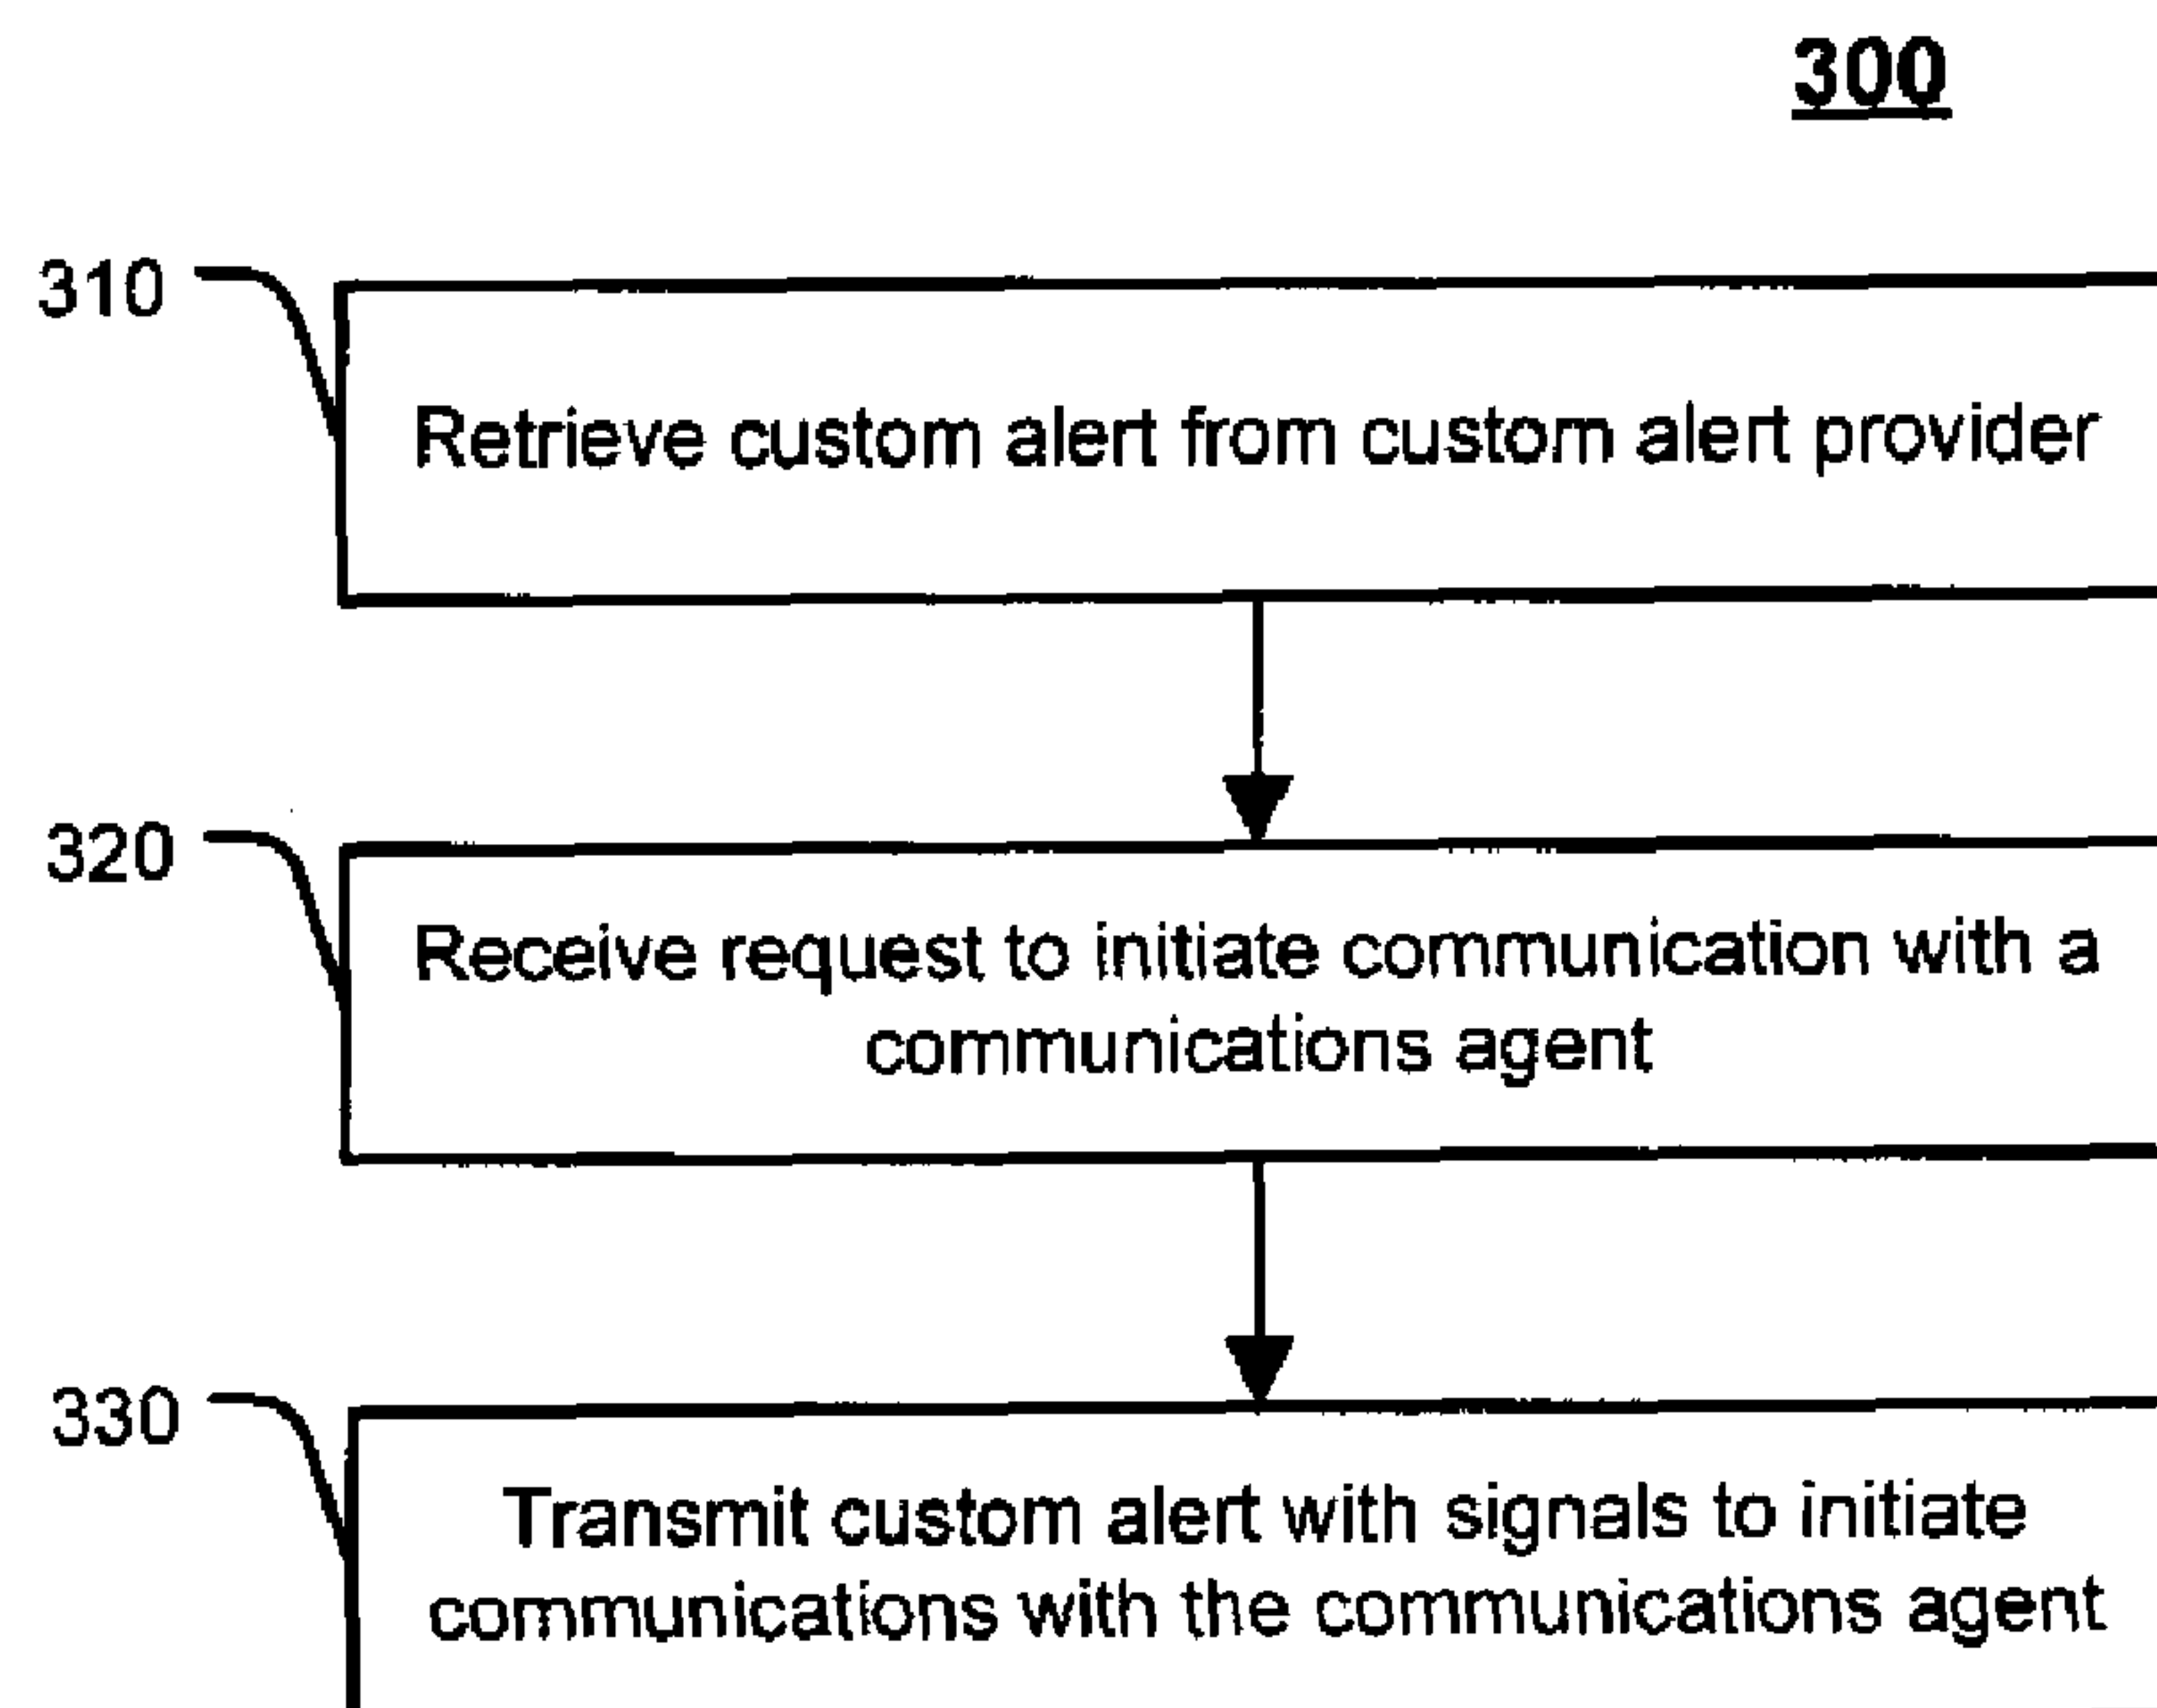 300
310
Retrieve custom alert from custom alert provider
320
Receive request to initiate communication with a
communications agent
330
Transmit custom alert with signals to initiate
communications with the communications agent